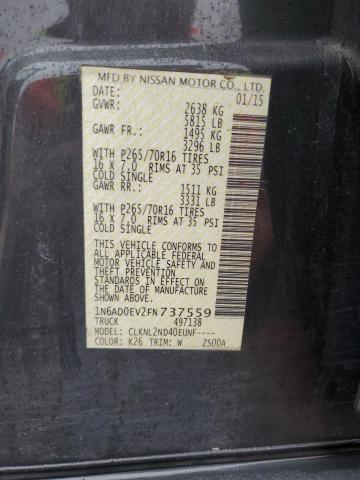 MFD BY NISSAN MOTOR CO., LTD.
DATE: 01/15
GVWR: 2638 KG
5815 LB
GAWR FR.: 1495 KG
3296 LB
WITH P265/70R16 TIRES
16 X 7.0 RIMS AT 35 PSI
COLD SINGLE
GAWR RR.: 1511 KG
3331 LB
WITH P265/70R16 TIRES
16 X 7.0 RIMS AT 35 PSI
COLD SINGLE
THIS VEHICLE CONFORMS TO
ALL APPLICABLE FEDERAL
MOTOR VEHICLE SAFETY STANDARDS
IN EFFECT ON THE DATE OF
MANUFACTURE SHOWN ABOVE.
1N6AD0EV2FN737559
TRUCK 497138
MODEL: CLKNL2ND40EUNF----
COLOR: K26 TRIM: W ZS00A